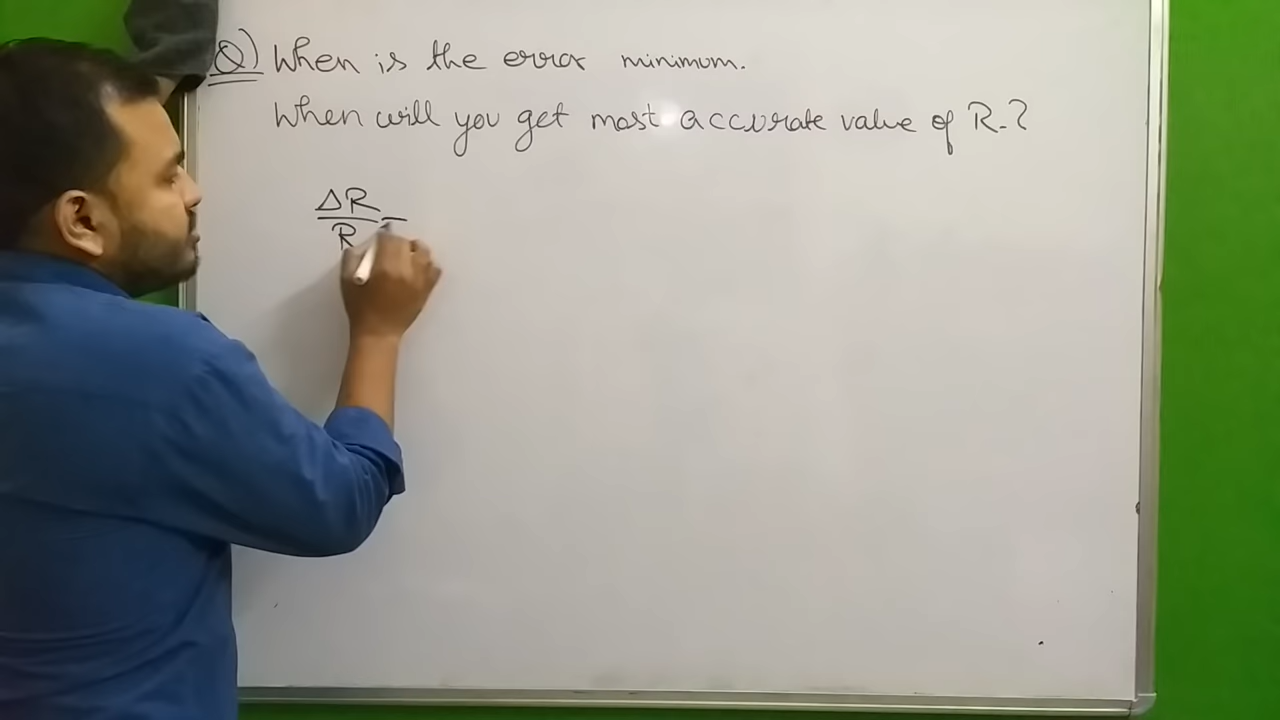 Q) When is the error minimum.
When will you get most accurate value of R.?
ΔR
R =